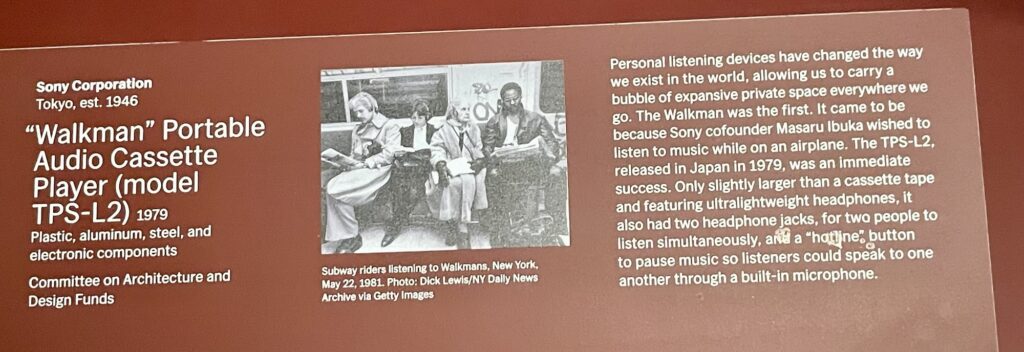 Sony Corporation
Tokyo, est. 1946
“Walkman” Portable
Audio Cassette
Player (model
TPS-L2) 1979
Plastic, aluminum, steel, and
electronic components
Committee on Architecture and
Design Funds
ON
Subway riders listening to Walkmans, New York,
May 22, 1981. Photo: Dick Lewis/NY Daily News
Archive via Getty Images
Personal listening devices have changed the way
we exist in the world, allowing us to carry a
bubble of expansive private space everywhere we
go. The Walkman was the first. It came to be
because Sony cofounder Masaru Ibuka wished to
listen to music while on an airplane. The TPS-L2,
released in Japan in 1979, was an immediate
success. Only slightly larger than a cassette tape
and featuring ultralightweight headphones, it
also had two headphone jacks, for two people to
listen simultaneously, and a “hotline” button
to pause music so listeners could speak to one
another through a built-in microphone.